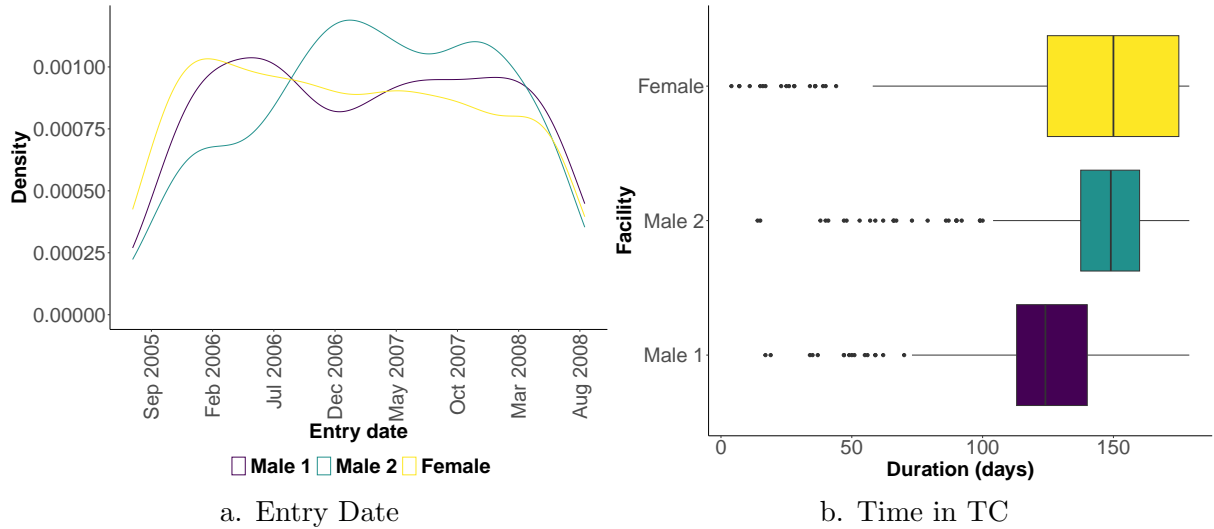 Density
0.00100
0.00075
0.00050
0.00025
0.00000
Sep 2005
Feb 2006
Jul 2006
Dec 2006
May 2007
Oct 2007
Mar 2008
Aug 2008
Entry date
Male 1 Male 2 Female
a. Entry Date
Facility
Female
Male 2
Male 1
0 50 100 150
Duration (days)
b. Time in TC